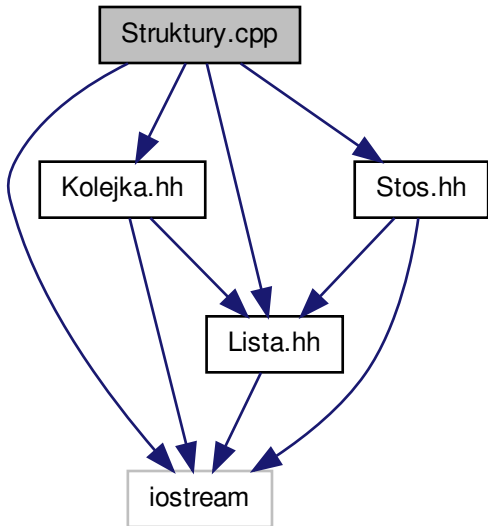 Struktury.cpp
Kolejka.hh
Stos.hh
Lista.hh
iostream